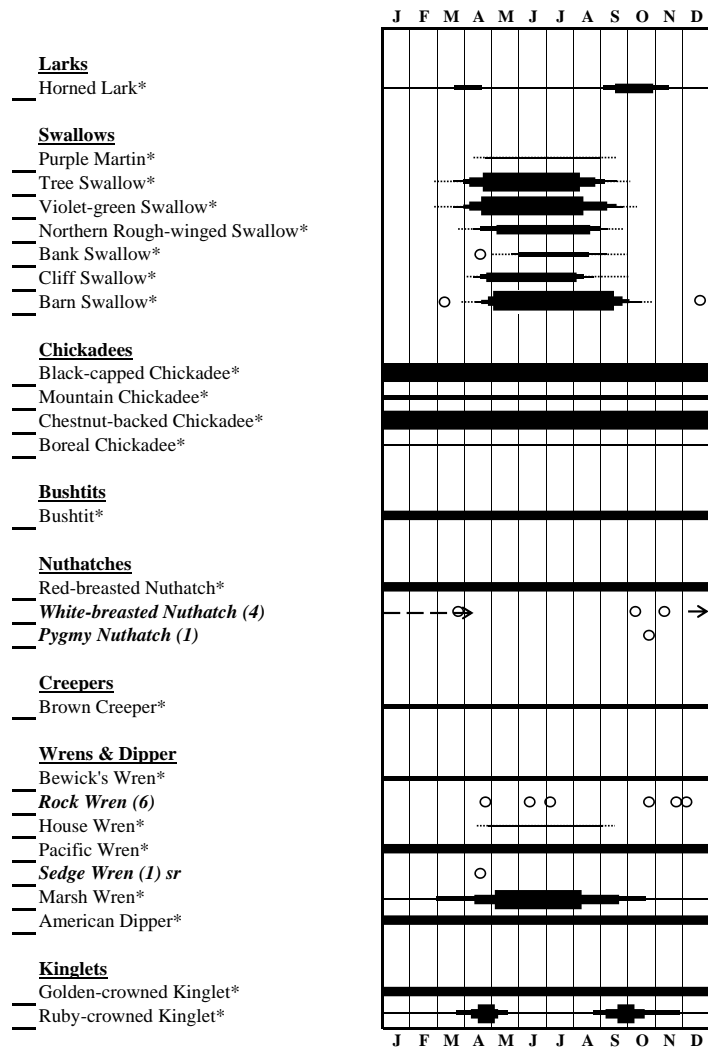 J F M A M J J A S O N D
Larks
Horned Lark*
Swallows
Purple Martin*
Tree Swallow*
Violet-green Swallow*
Northern Rough-winged Swallow*
Bank Swallow*
Cliff Swallow*
Barn Swallow*
Chickadees
Black-capped Chickadee*
Mountain Chickadee*
Chestnut-backed Chickadee*
Boreal Chickadee*
Bushtits
Bushtit*
Nuthatches
Red-breasted Nuthatch*
White-breasted Nuthatch (4)
Pygmy Nuthatch (1)
Creepers
Brown Creeper*
Wrens & Dipper
Bewick's Wren*
Rock Wren (6)
House Wren*
Pacific Wren*
Sedge Wren (1) sr
Marsh Wren*
American Dipper*
Kinglets
Golden-crowned Kinglet*
Ruby-crowned Kinglet*
J F M A M J J A S O N D